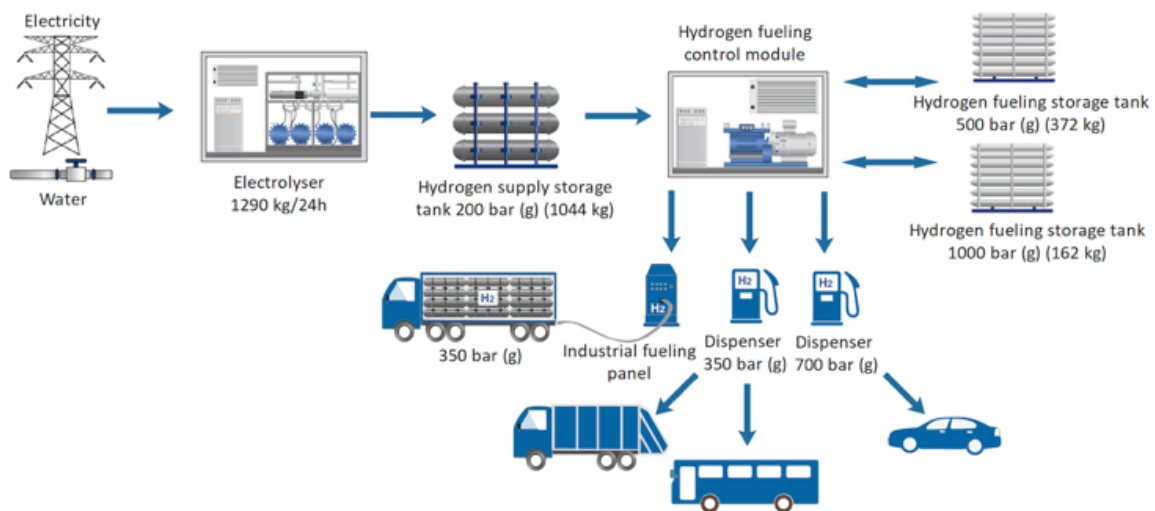 Electricity
Water
Electrolyser
1290 kg/24h
Hydrogen supply storage
tank 200 bar (g) (1044 kg)
Hydrogen fueling
control module
Hydrogen fueling storage tank
500 bar (g) (372 kg)
Hydrogen fueling storage tank
1000 bar (g) (162 kg)
H2
350 bar (g)
H2
Industrial fueling
panel
H2
Dispenser
350 bar (g)
H2
Dispenser
700 bar (g)